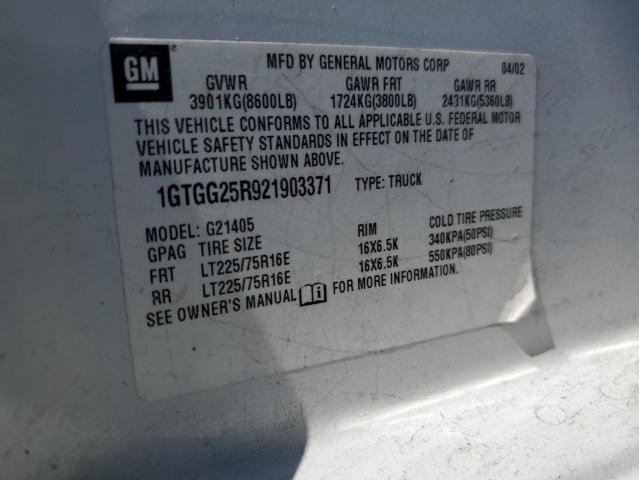 GM
MFD BY GENERAL MOTORS CORP 04/02
GVWR GAWR FRT GAWR RR
3901KG(8600LB) 1724KG(3800LB) 2431KG(5360LB)
THIS VEHICLE CONFORMS TO ALL APPLICABLE U.S. FEDERAL MOTOR
VEHICLE SAFETY STANDARDS IN EFFECT ON THE DATE OF
MANUFACTURE SHOWN ABOVE.
1GTGG25R921903371 TYPE: TRUCK
MODEL: G21405
GPAG TIRE SIZE RIM COLD TIRE PRESSURE
FRT LT225/75R16E 16X6.5K 340KPA(50PSI)
RR LT225/75R16E 16X6.5K 550KPA(80PSI)
SEE OWNER'S MANUAL FOR MORE INFORMATION.